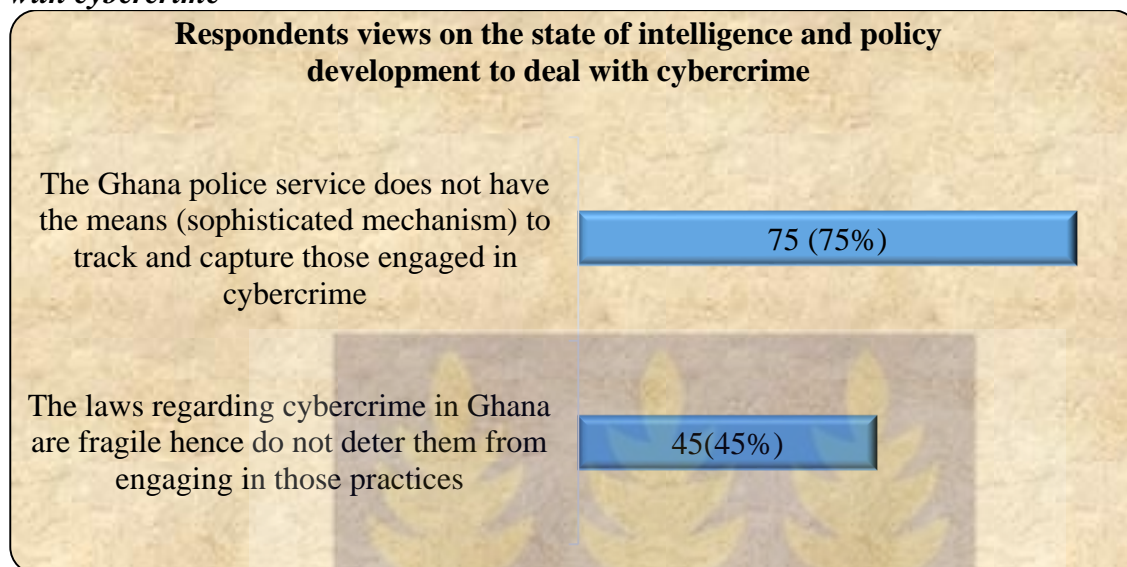 with cybercrime
Respondents views on the state of intelligence and policy
development to deal with cybercrime
The Ghana police service does not have
the means (sophisticated mechanism) to
track and capture those engaged in
cybercrime
75 (75%)
The laws regarding cybercrime in Ghana
are fragile hence do not deter them from
engaging in those practices
45(45%)